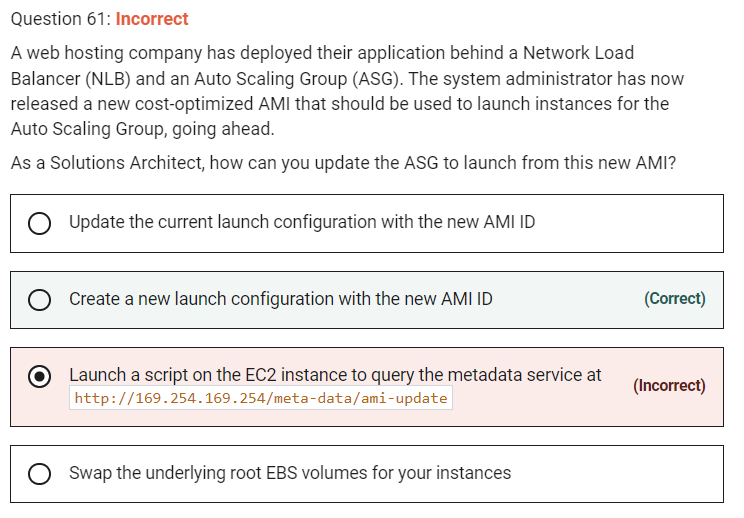 Question 61: Incorrect
A web hosting company has deployed their application behind a Network Load
Balancer (NLB) and an Auto Scaling Group (ASG). The system administrator has now
released a new cost-optimized AMI that should be used to launch instances for the
Auto Scaling Group, going ahead.
As a Solutions Architect, how can you update the ASG to launch from this new AMI?
Update the current launch configuration with the new AMI ID
Create a new launch configuration with the new AMI ID
(Correct)
Launch a script on the EC2 instance to query the metadata service at
http://169.254.169.254/meta-data/ami-update
(Incorrect)
Swap the underlying root EBS volumes for your instances